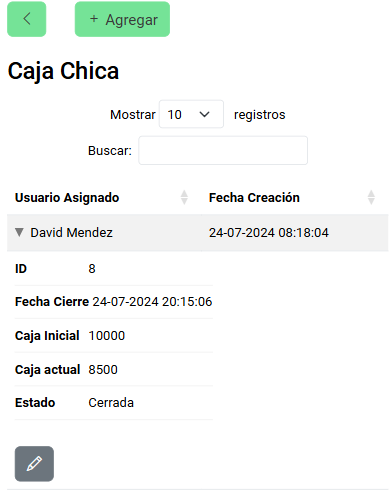 + Agregar
Caja Chica
Mostrar 10 registros
Buscar:
Usuario Asignado Fecha Creación
David Mendez 24-07-2024 08:18:04
ID 8
Fecha Cierre 24-07-2024 20:15:06
Caja Inicial 10000
Caja actual 8500
Estado Cerrada